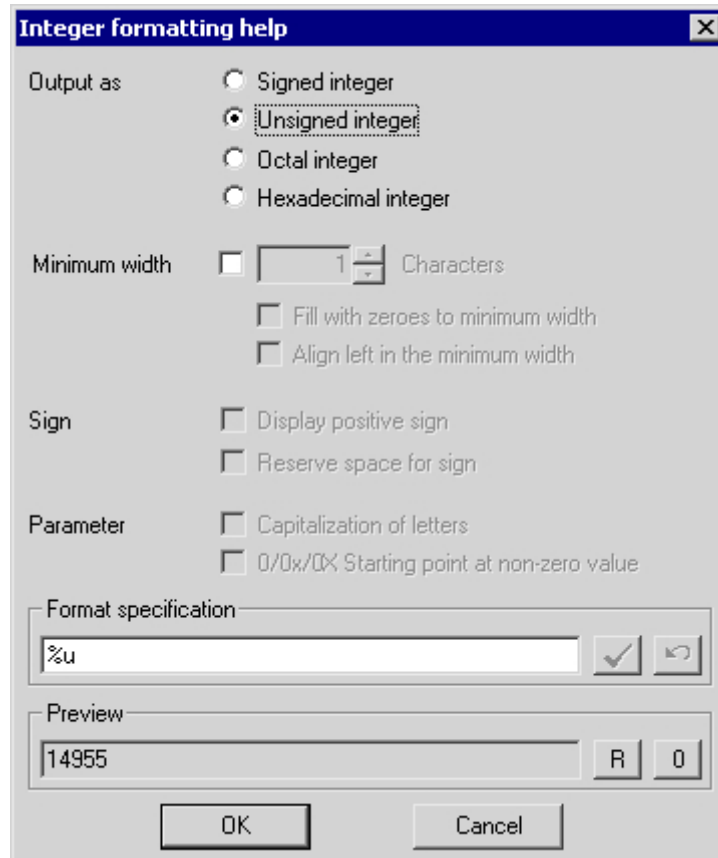 Integer formatting help
Output as
Signed integer
Unsigned integer
Octal integer
Hexadecimal integer
Minimum width 1 Characters
Fill with zeroes to minimum width
Align left in the minimum width
Sign
Display positive sign
Reserve space for sign
Parameter
Capitalization of letters
0/0x/0X Starting point at non-zero value
Format specification
%u
Preview
14955 R 0
OK Cancel